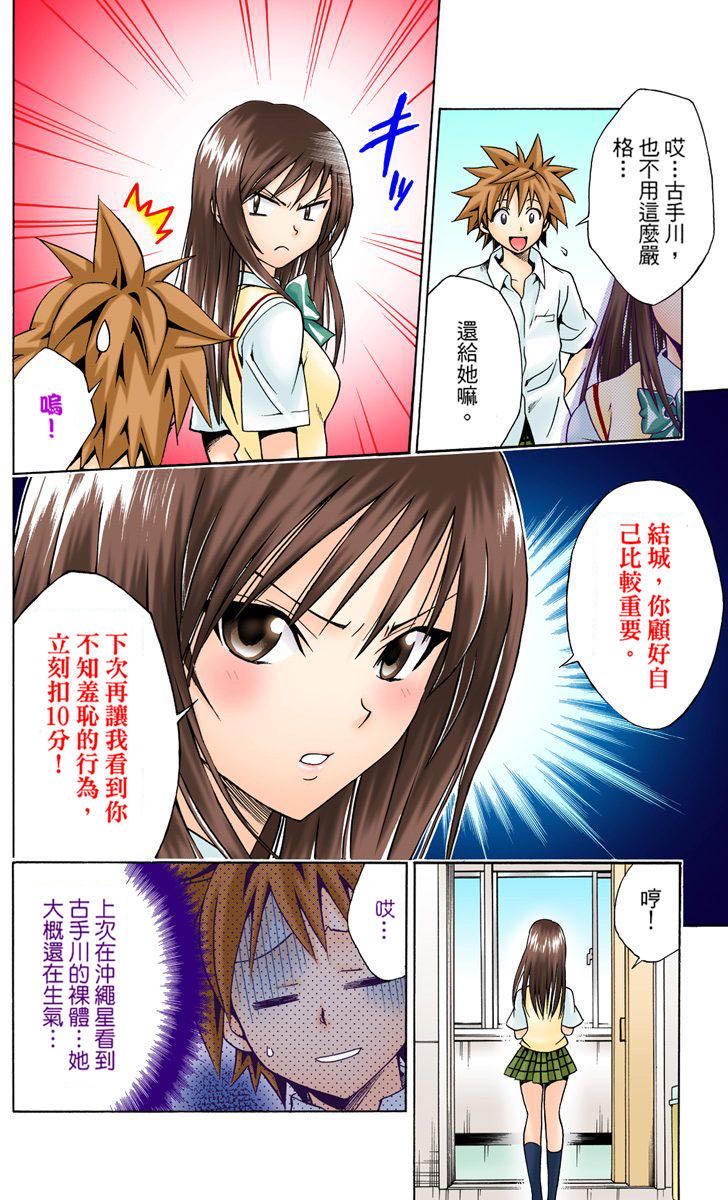 哎…古手川，
也不用這麼嚴
格…
還給她嘛。
キッ
嗚！
結城，你顧好自
己比較重要。
下次再讓我看到你
不知羞恥的行為，
立刻扣10分！
哼！
哎…
上次在沖繩星看到
古手川的裸體…她
大概還在生氣…